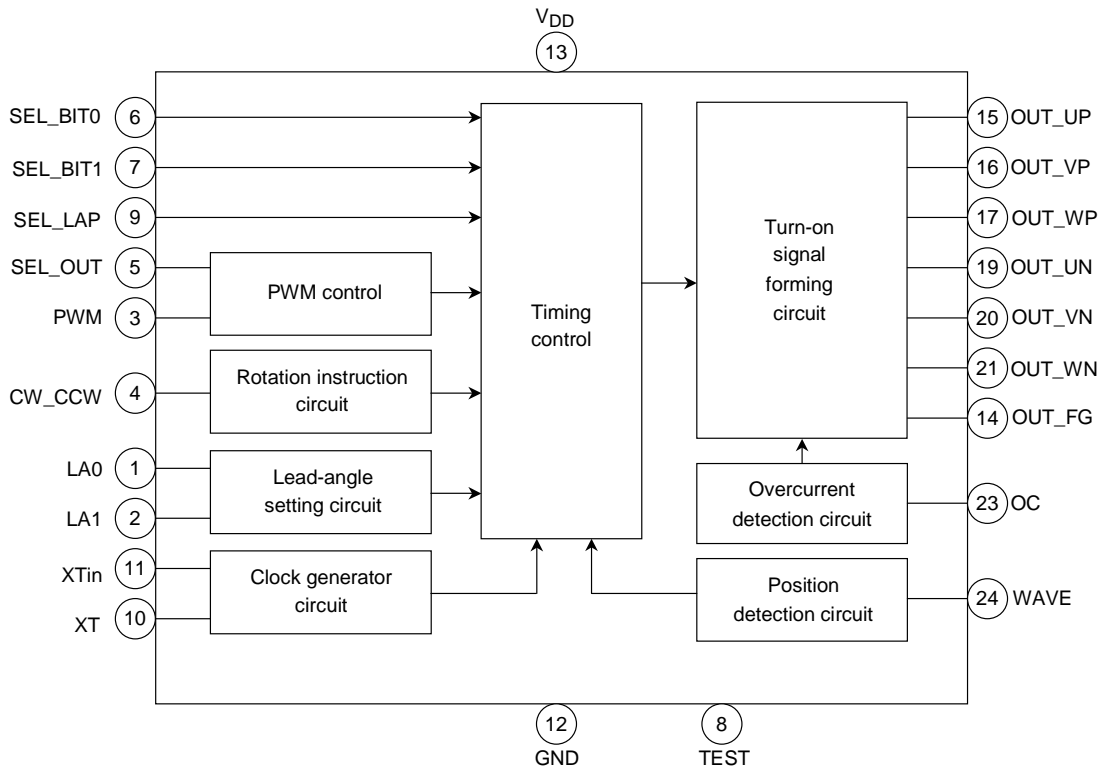 VDD
13
SEL_BIT0 6
SEL_BIT1 7
SEL_LAP 9
SEL_OUT 5
PWM 3
CW_CCW 4
LA0 1
LA1 2
XTin 11
XT 10
PWM control
Rotation instruction
circuit
Lead-angle
setting circuit
Clock generator
circuit
Timing
control
Turn-on
signal
forming
circuit
Overcurrent
detection circuit
Position
detection circuit
15 OUT_UP
16 OUT_VP
17 OUT_WP
19 OUT_UN
20 OUT_VN
21 OUT_WN
14 OUT_FG
23 OC
24 WAVE
12
GND
8
TEST